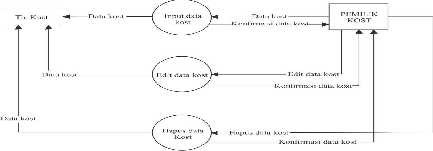 Tbl Kost
Data kost
Input data
kost
Data kost
Konfirmasi data kost
PEMILIK
KOST
Data kost
Edit data kost
Edit data kost
Konfirmasi data kost
Data kost
Hapus data
Kost
Hapus data kost
Konfirmasi data kost